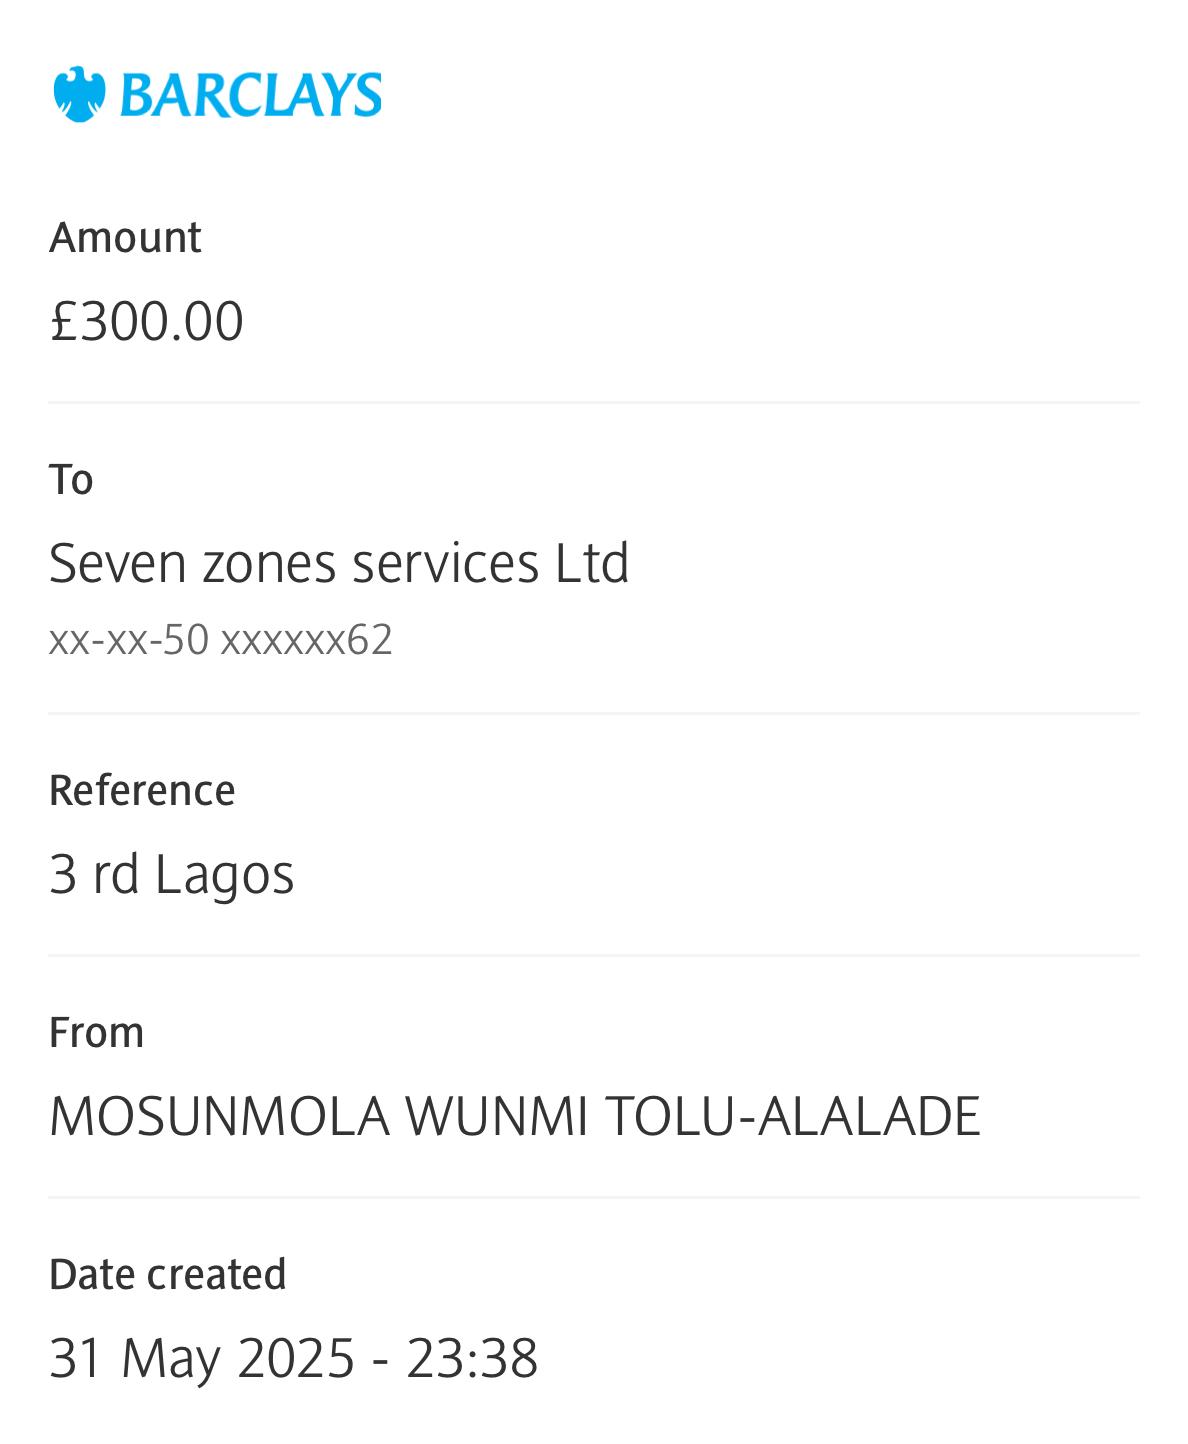 BARCLAYS
Amount
£300.00
To
Seven zones services Ltd
xx-xx-50 xxxxxx62
Reference
3 rd Lagos
From
MOSUNMOLA WUNMI TOLU-ALALADE
Date created
31 May 2025 - 23:38